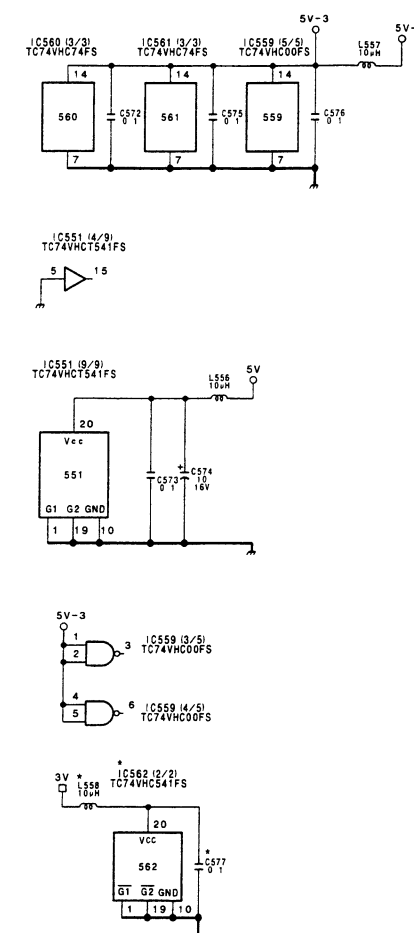 5V-3
5V-
IC560 (3/3) IC561 (3/3) IC559 (5/5)
TC74VHC74FS TC74VHC74FS TC74VHC00FS
L557
10μH
14 14 14
560 C572 0.1 561 C575 0.1 559 C576 0.1
7 7 7
IC551 (4/9)
TC74VHCT541FS
5 15
IC551 (9/9)
TC74VHCT541FS
L556
10μH
5V
20
Vcc
551
C573
0.1
+
C574
10
16V
G1 G2 GND
1 19 10
5V-3
1
2
3
IC559 (3/5)
TC74VHC00FS
4
5
6
IC559 (4/5)
TC74VHC00FS
*
IC562 (2/2)
TC74VHC541FS
3V
*
L558
10μH
20
VCC
562
*
C577
0.1
G1 G2 GND
1 19 10